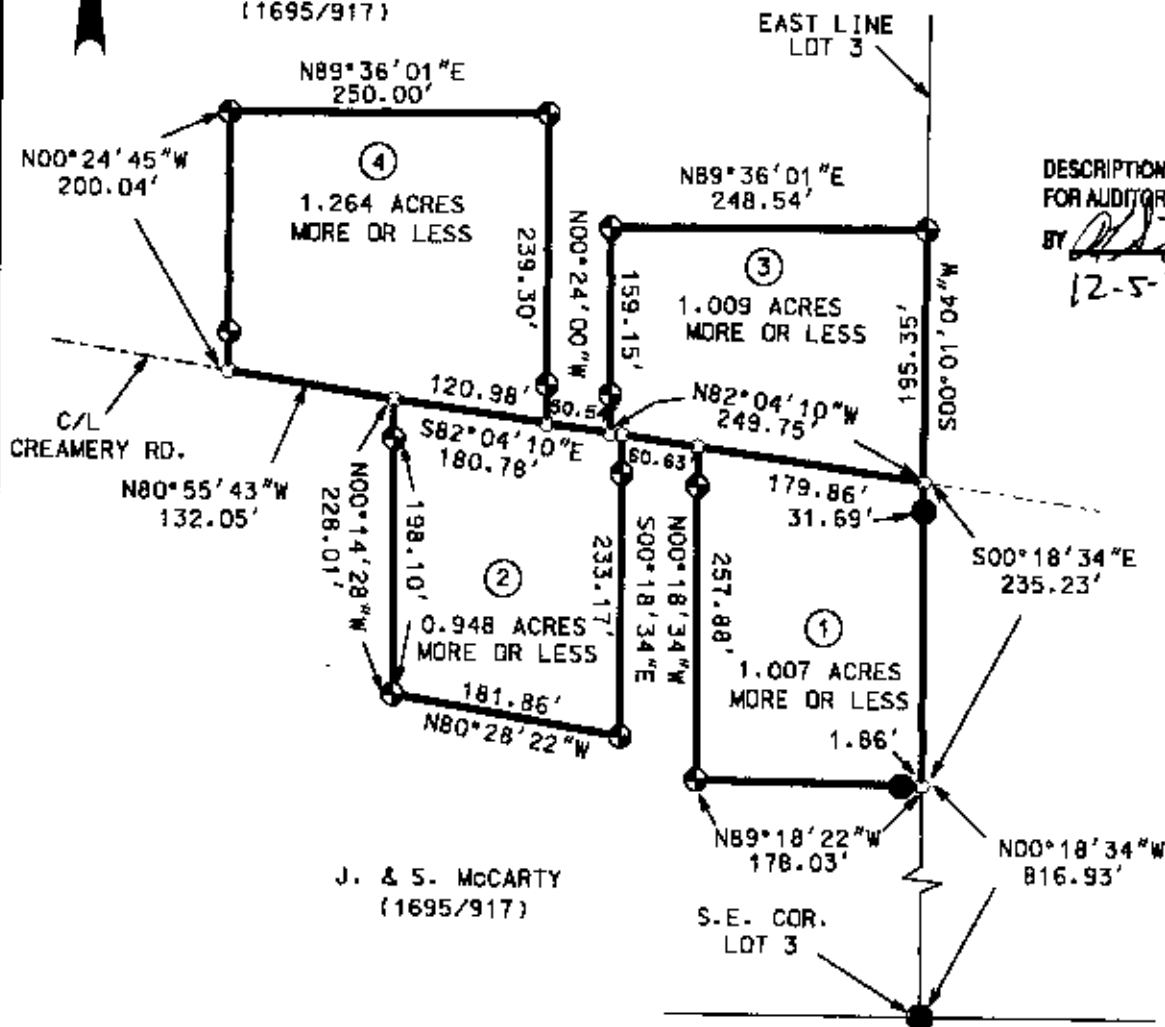 (1695/917)
EAST LINE
LOT 3
N89°36'01"E
250.00'
N00°24'45"W
200.04'
4
1.264 ACRES
MORE OR LESS
239.30'
N00°24'00"W
159.15'
N89°36'01"E
248.54'
3
1.009 ACRES
MORE OR LESS
195.35'
S00°01'04"W
DESCRIPTION
FOR AUDITOR
BY
12-5-
C/L
CREAMERY RD.
N80°55'43"W
132.05'
120.98'
S82°04'10"E
180.78'
N82°04'10"W
249.75'
60.63'
179.86'
31.69'
S00°18'34"E
235.23'
N00°14'28"W
228.01'
198.10'
2
0.948 ACRES
MORE OR LESS
233.17'
S00°18'34"E
N00°18'34"W
257.88'
1
1.007 ACRES
MORE OR LESS
1.86'
181.86'
N80°28'22"W
N89°18'22"W
178.03'
N00°18'34"W
816.93'
J. & S. McCARTY
(1695/917)
S.E. COR.
LOT 3